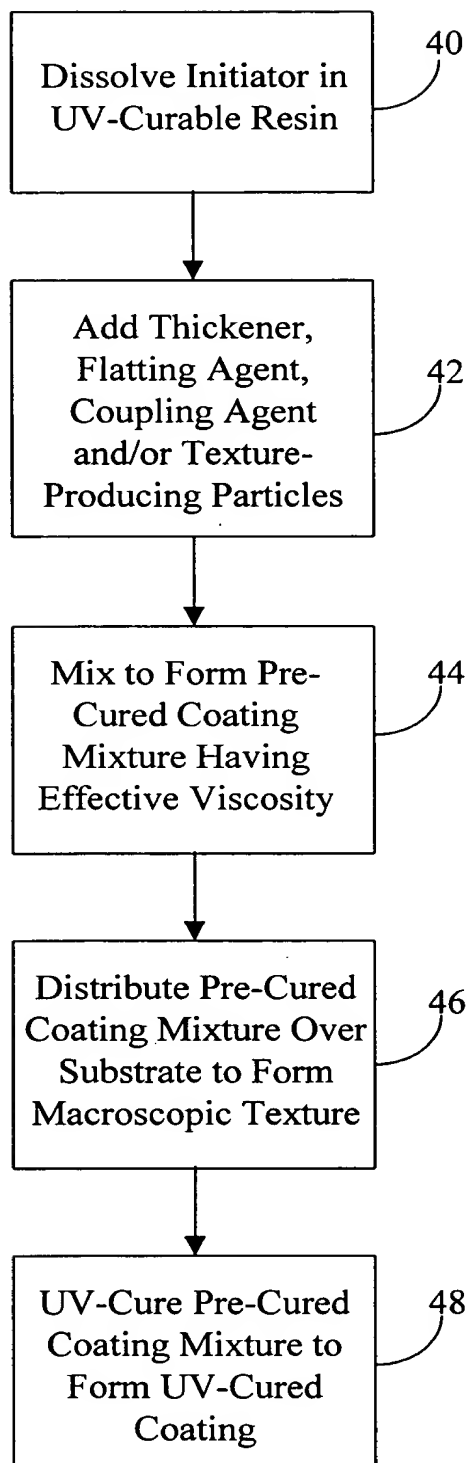 Dissolve Initiator in
UV-Curable Resin
40
Add Thickener,
Flatting Agent,
Coupling Agent
and/or Texture-
Producing Particles
42
Mix to Form Pre-
Cured Coating
Mixture Having
Effective Viscosity
44
Distribute Pre-Cured
Coating Mixture Over
Substrate to Form
Macroscopic Texture
46
UV-Cure Pre-Cured
Coating Mixture to
Form UV-Cured
Coating
48